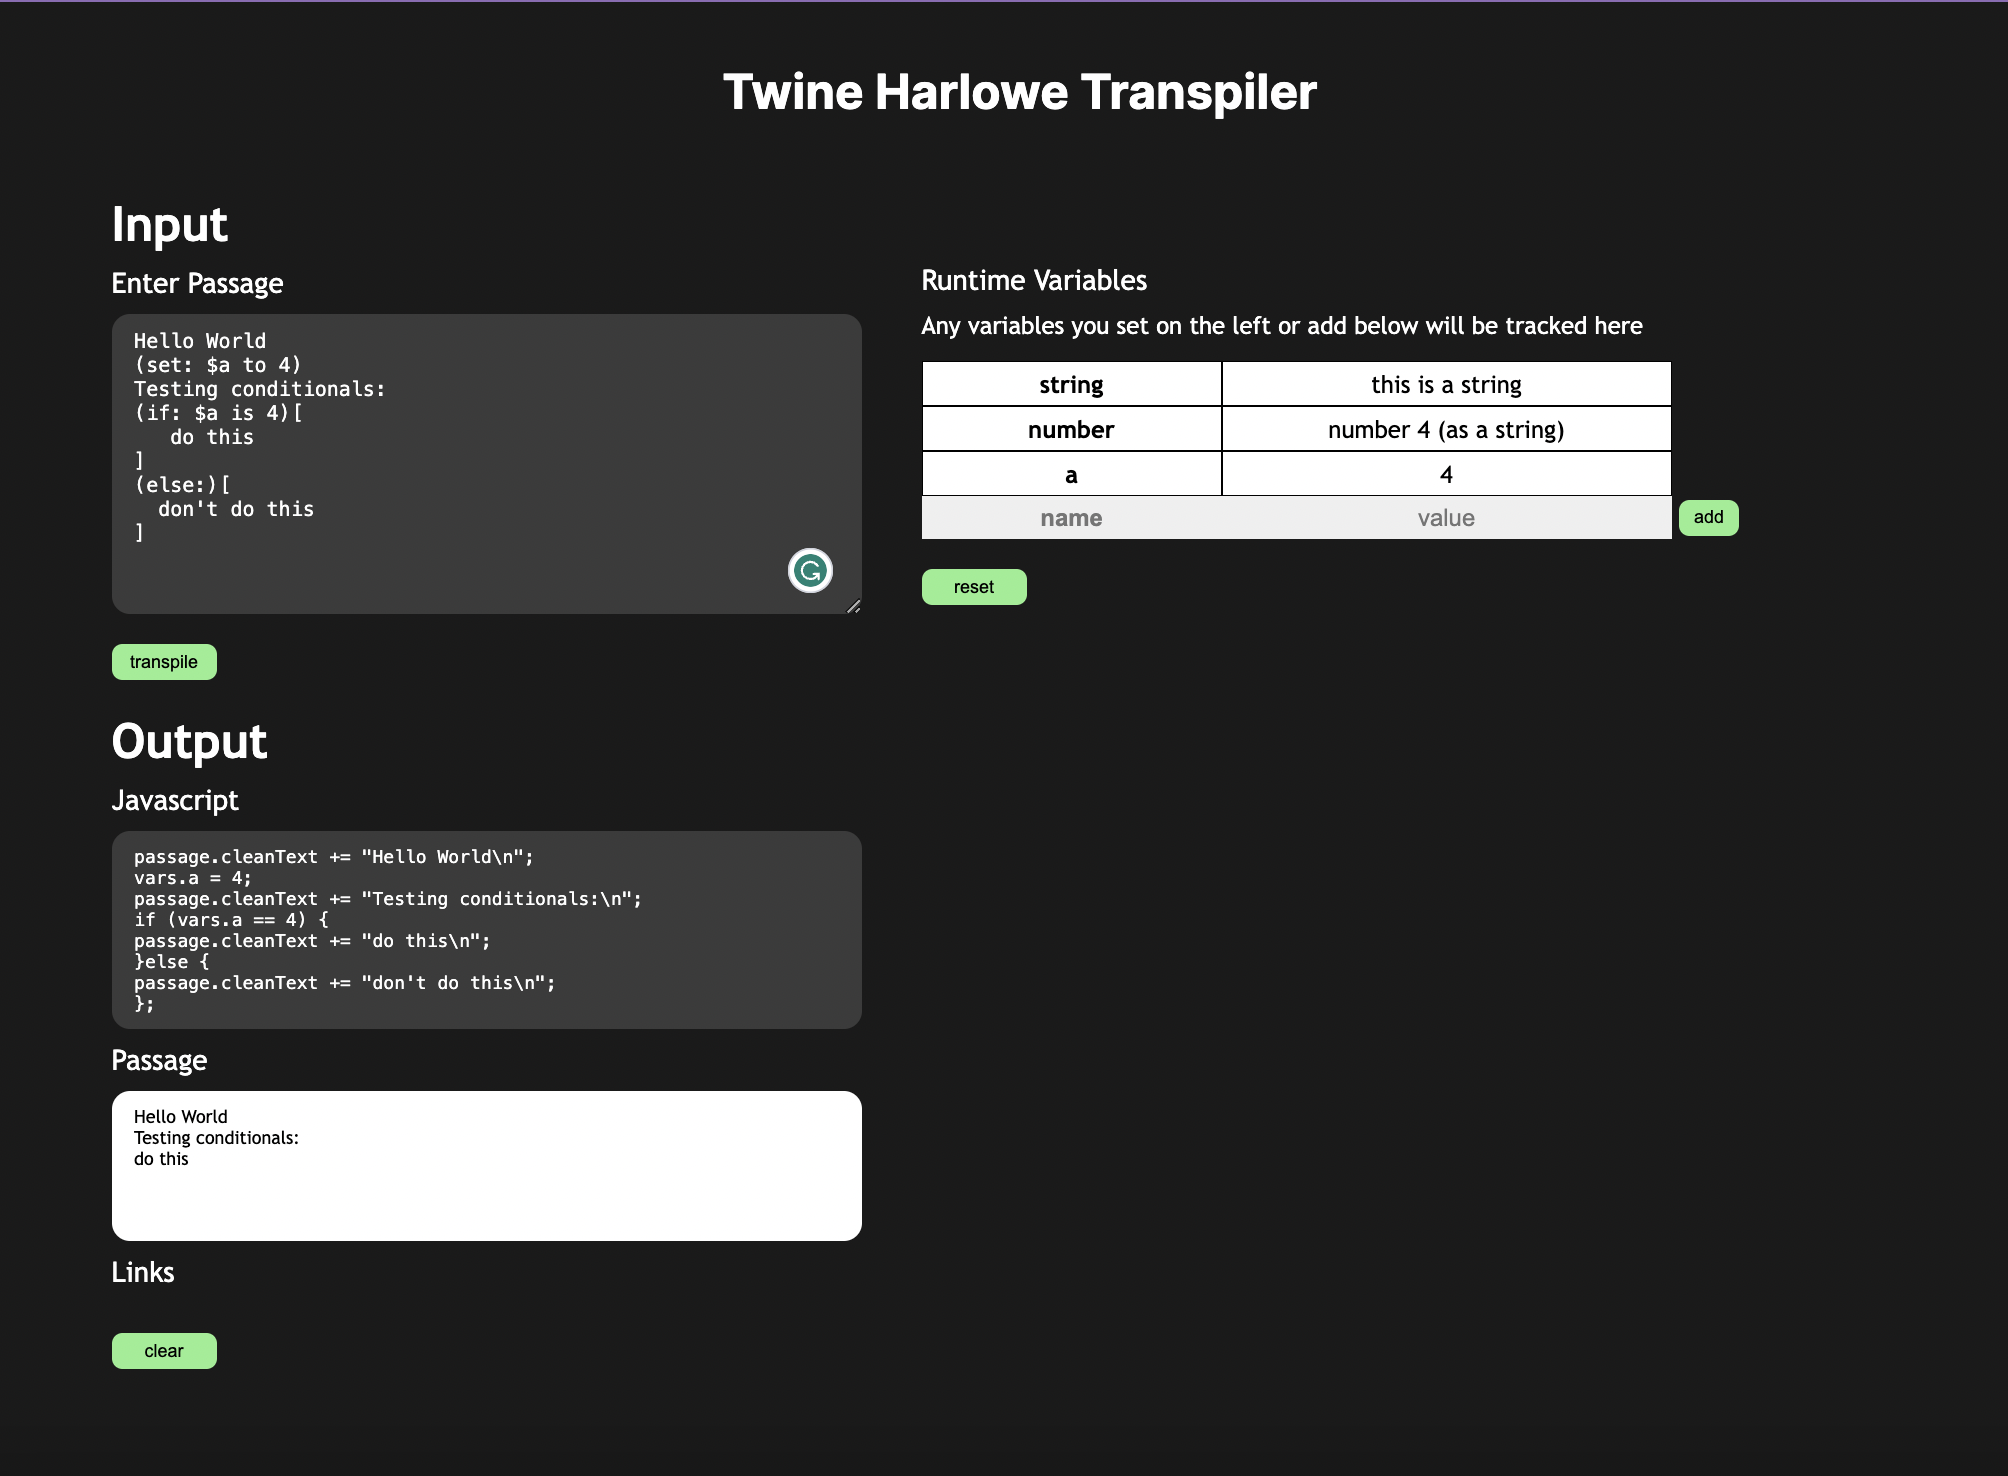 Twine Harlowe Transpiler
Input
Enter Passage
Hello World
(set: $a to 4)
Testing conditionals:
(if: $a is 4)[
   do this
]
(else:)[
  don't do this
]
transpile
Runtime Variables
Any variables you set on the left or add below will be tracked here
string this is a string
number number 4 (as a string)
a 4
name value add
reset
Output
Javascript
passage.cleanText += "Hello World\n";
vars.a = 4;
passage.cleanText += "Testing conditionals:\n";
if (vars.a == 4) {
passage.cleanText += "do this\n";
}else {
passage.cleanText += "don't do this\n";
};
Passage
Hello World
Testing conditionals:
do this
Links
clear